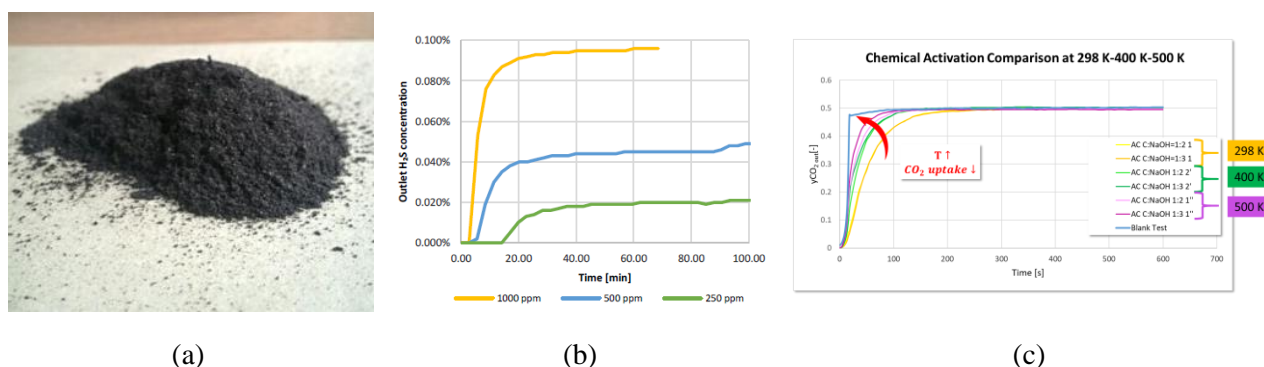 0.100%
0.080%
0.060%
0.040%
0.020%
0.000%
Outlet H₂S concentration
0.00 20.00 40.00 60.00 80.00 100.00
Time [min]
1000 ppm 500 ppm 250 ppm
Chemical Activation Comparison at 298 K-400 K-500 K
0.6
0.5
0.4
0.3
0.2
0.1
0
yCO₂ out[-]
T ↑
CO₂ uptake ↓
AC C:NaOH=1:2 1
AC C:NaOH=1:3 1
AC C:NaOH 1:2 2'
AC C:NaOH 1:3 2'
AC C:NaOH 1:2 1''
AC C:NaOH 1:3 1''
Blank Test
298 K
400 K
500 K
0 100 200 300 400 500 600 700
Time [s]
(a) (b) (c)